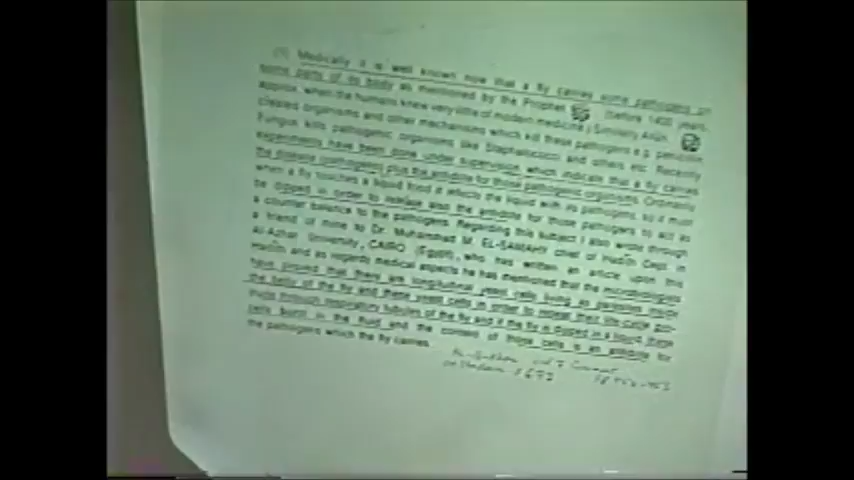 (1) Medically it is well known now that a fly carries some pathogens on
some parts of its body as mentioned by the Prophet ﷺ (before 1400 years,
approx. when the humans knew very little of modern medicine.) Similarly Allah
created organisms and other mechanisms which kill these pathogens e.g. penicillin
Fungus kills pathogenic organisms like Staphalococci and others etc. Recently
experiments have been done under supervision which indicate that a fly carries
the disease (pathogens) plus the antidote for those pathogenic organisms. Ordinarily
when a fly touches a liquid food it infects the liquid with its pathogens, so it must
be dipped in order to release also the antidote for those pathogens to act as
a counter balance to the pathogens. Regarding this subject I also wrote through
a friend of mine to Dr. Muhammad M. EL-SAMAHY chief of Hadith Dept. in
Al-Azhar University, CAIRO (Egypt), who has written an article upon this
Hadith and as regards medical aspects he has mentioned that the microbiologists
have proved that there are longitudinal yeast cells living as parasites inside
the belly of the fly and these yeast cells in order to repeat their life-cycle pro-
trude through respiratory tubules of the fly and if the fly is dipped in a liquid, these
cells burst in the fluid and the content of those cells is an antidote for
the pathogens which the fly carries.
vol 7